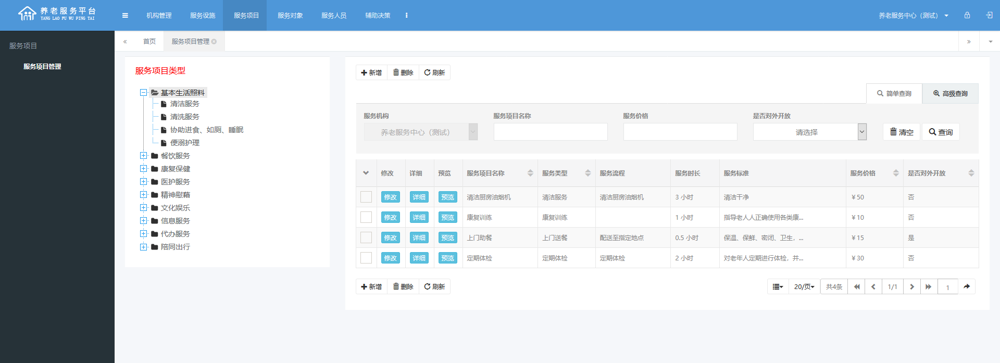 养老服务平台
YANG LAO FU WU PING TAI
机构管理 服务设施 服务项目 服务对象 服务人员 辅助决策
养老服务中心（测试）
服务项目
服务项目管理
« 首页 服务项目管理 »
服务项目类型
基本生活照料
清洁服务
清洗服务
协助进食、如厕、睡眠
便溺护理
餐饮服务
康复保健
医护服务
精神慰藉
文化娱乐
信息服务
代办服务
陪同出行
新增 删除 刷新
简单查询 高级查询
服务机构 服务项目名称 服务价格 是否对外开放
养老服务中心（测试） 请选择 清空 查询
修改 详细 预览 服务项目名称 服务类型 服务流程 服务时长 服务标准 服务价格 是否对外开放
修改 详细 预览 清洁厨房油烟机 清洁服务 清洁厨房油烟机 3 小时 清洁干净 ¥ 50 否
修改 详细 预览 康复训练 康复训练 1 小时 指导老人人正确使用各类康... ¥ 10 否
修改 详细 预览 上门助餐 上门送餐 配送至指定地点 0.5 小时 保温、保鲜、密闭、卫生，... ¥ 15 是
修改 详细 预览 定期体检 定期体检 定期体检 2 小时 对老年人定期进行体检，并... ¥ 30 否
新增 删除 刷新
20/页 共4条 1/1 1